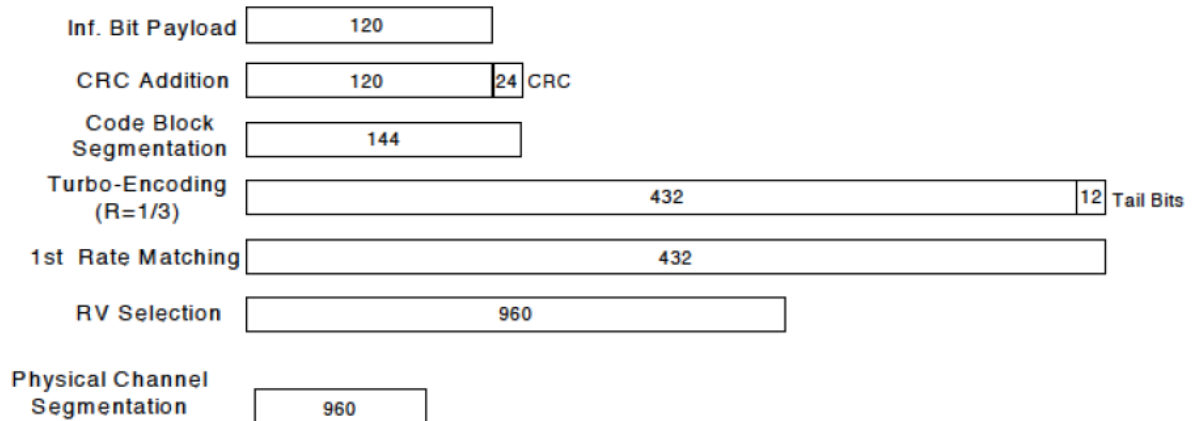 Inf. Bit Payload 120
CRC Addition 120 24 CRC
Code Block
Segmentation 144
Turbo-Encoding
(R=1/3) 432 12 Tail Bits
1st Rate Matching 432
RV Selection 960
Physical Channel
Segmentation 960